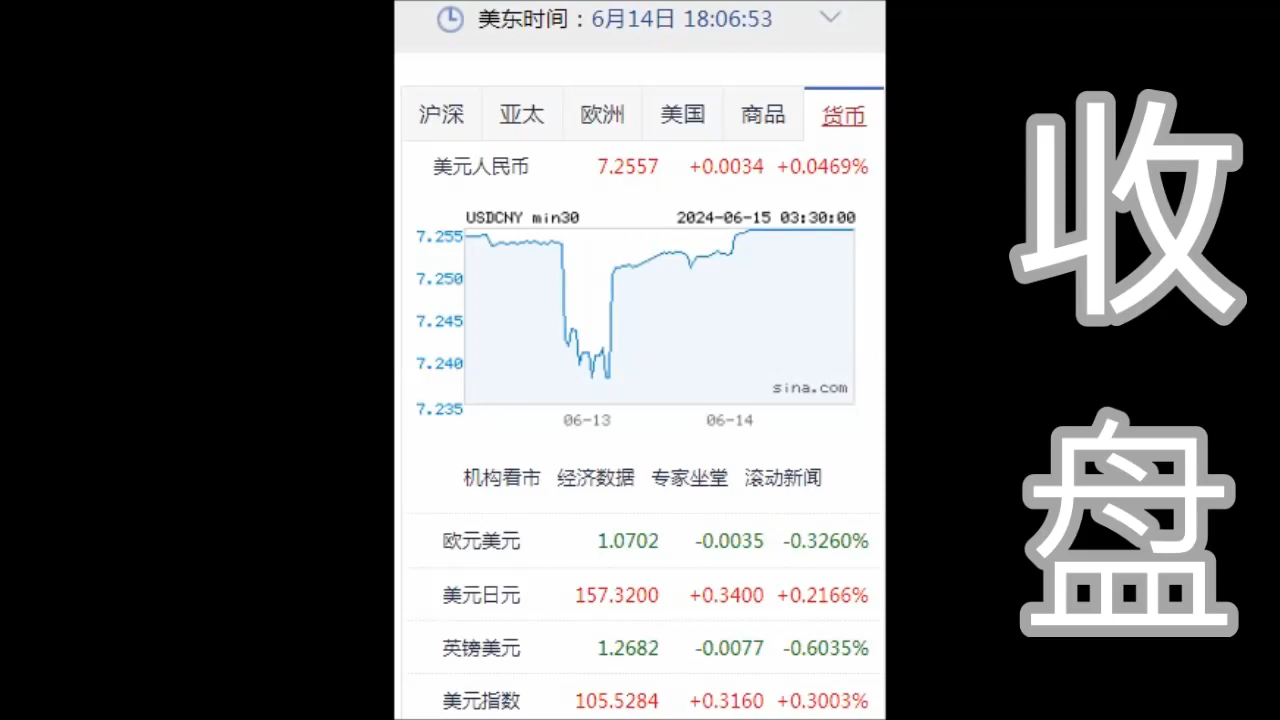 美东时间：6月14日 18:06:53
沪深 亚太 欧洲 美国 商品 货币
美元人民币 7.2557 +0.0034 +0.0469%
USDCNY min30 2024-06-15 03:30:00
7.255
7.250
7.245
7.240
7.235
sina.com
06-13 06-14
机构看市 经济数据 专家坐堂 滚动新闻
欧元美元 1.0702 -0.0035 -0.3260%
美元日元 157.3200 +0.3400 +0.2166%
英镑美元 1.2682 -0.0077 -0.6035%
美元指数 105.5284 +0.3160 +0.3003%
收
盘